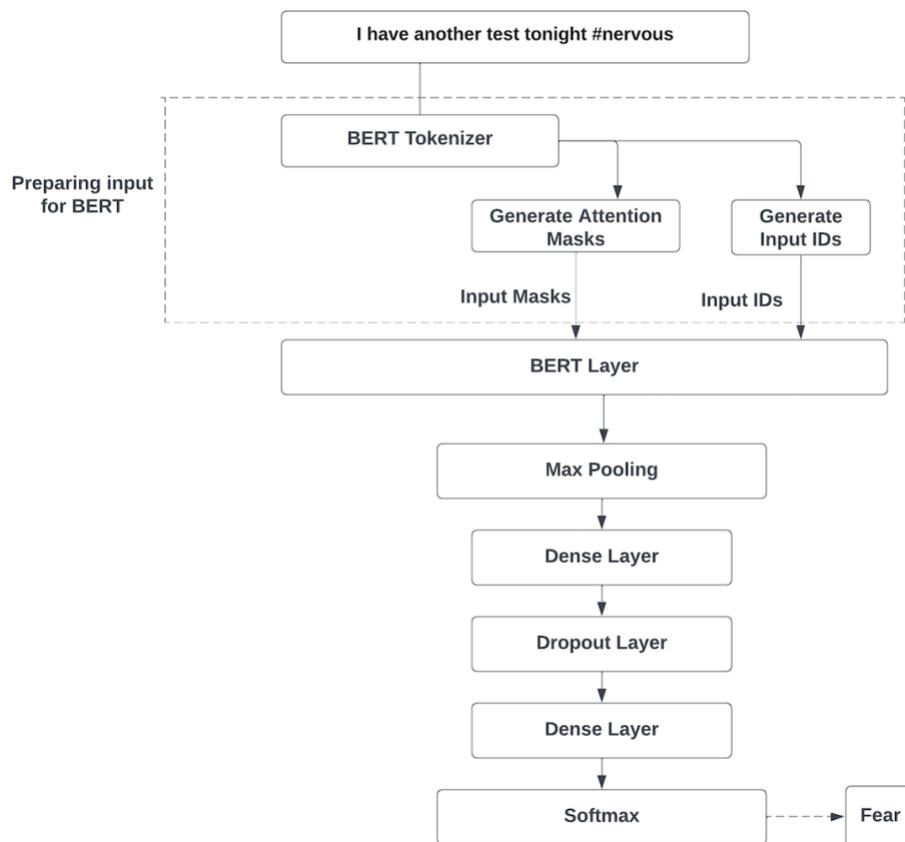 I have another test tonight #nervous
BERT Tokenizer
Preparing input
for BERT
Generate Attention
Masks
Generate
Input IDs
Input Masks
Input IDs
BERT Layer
Max Pooling
Dense Layer
Dropout Layer
Dense Layer
Softmax
Fear